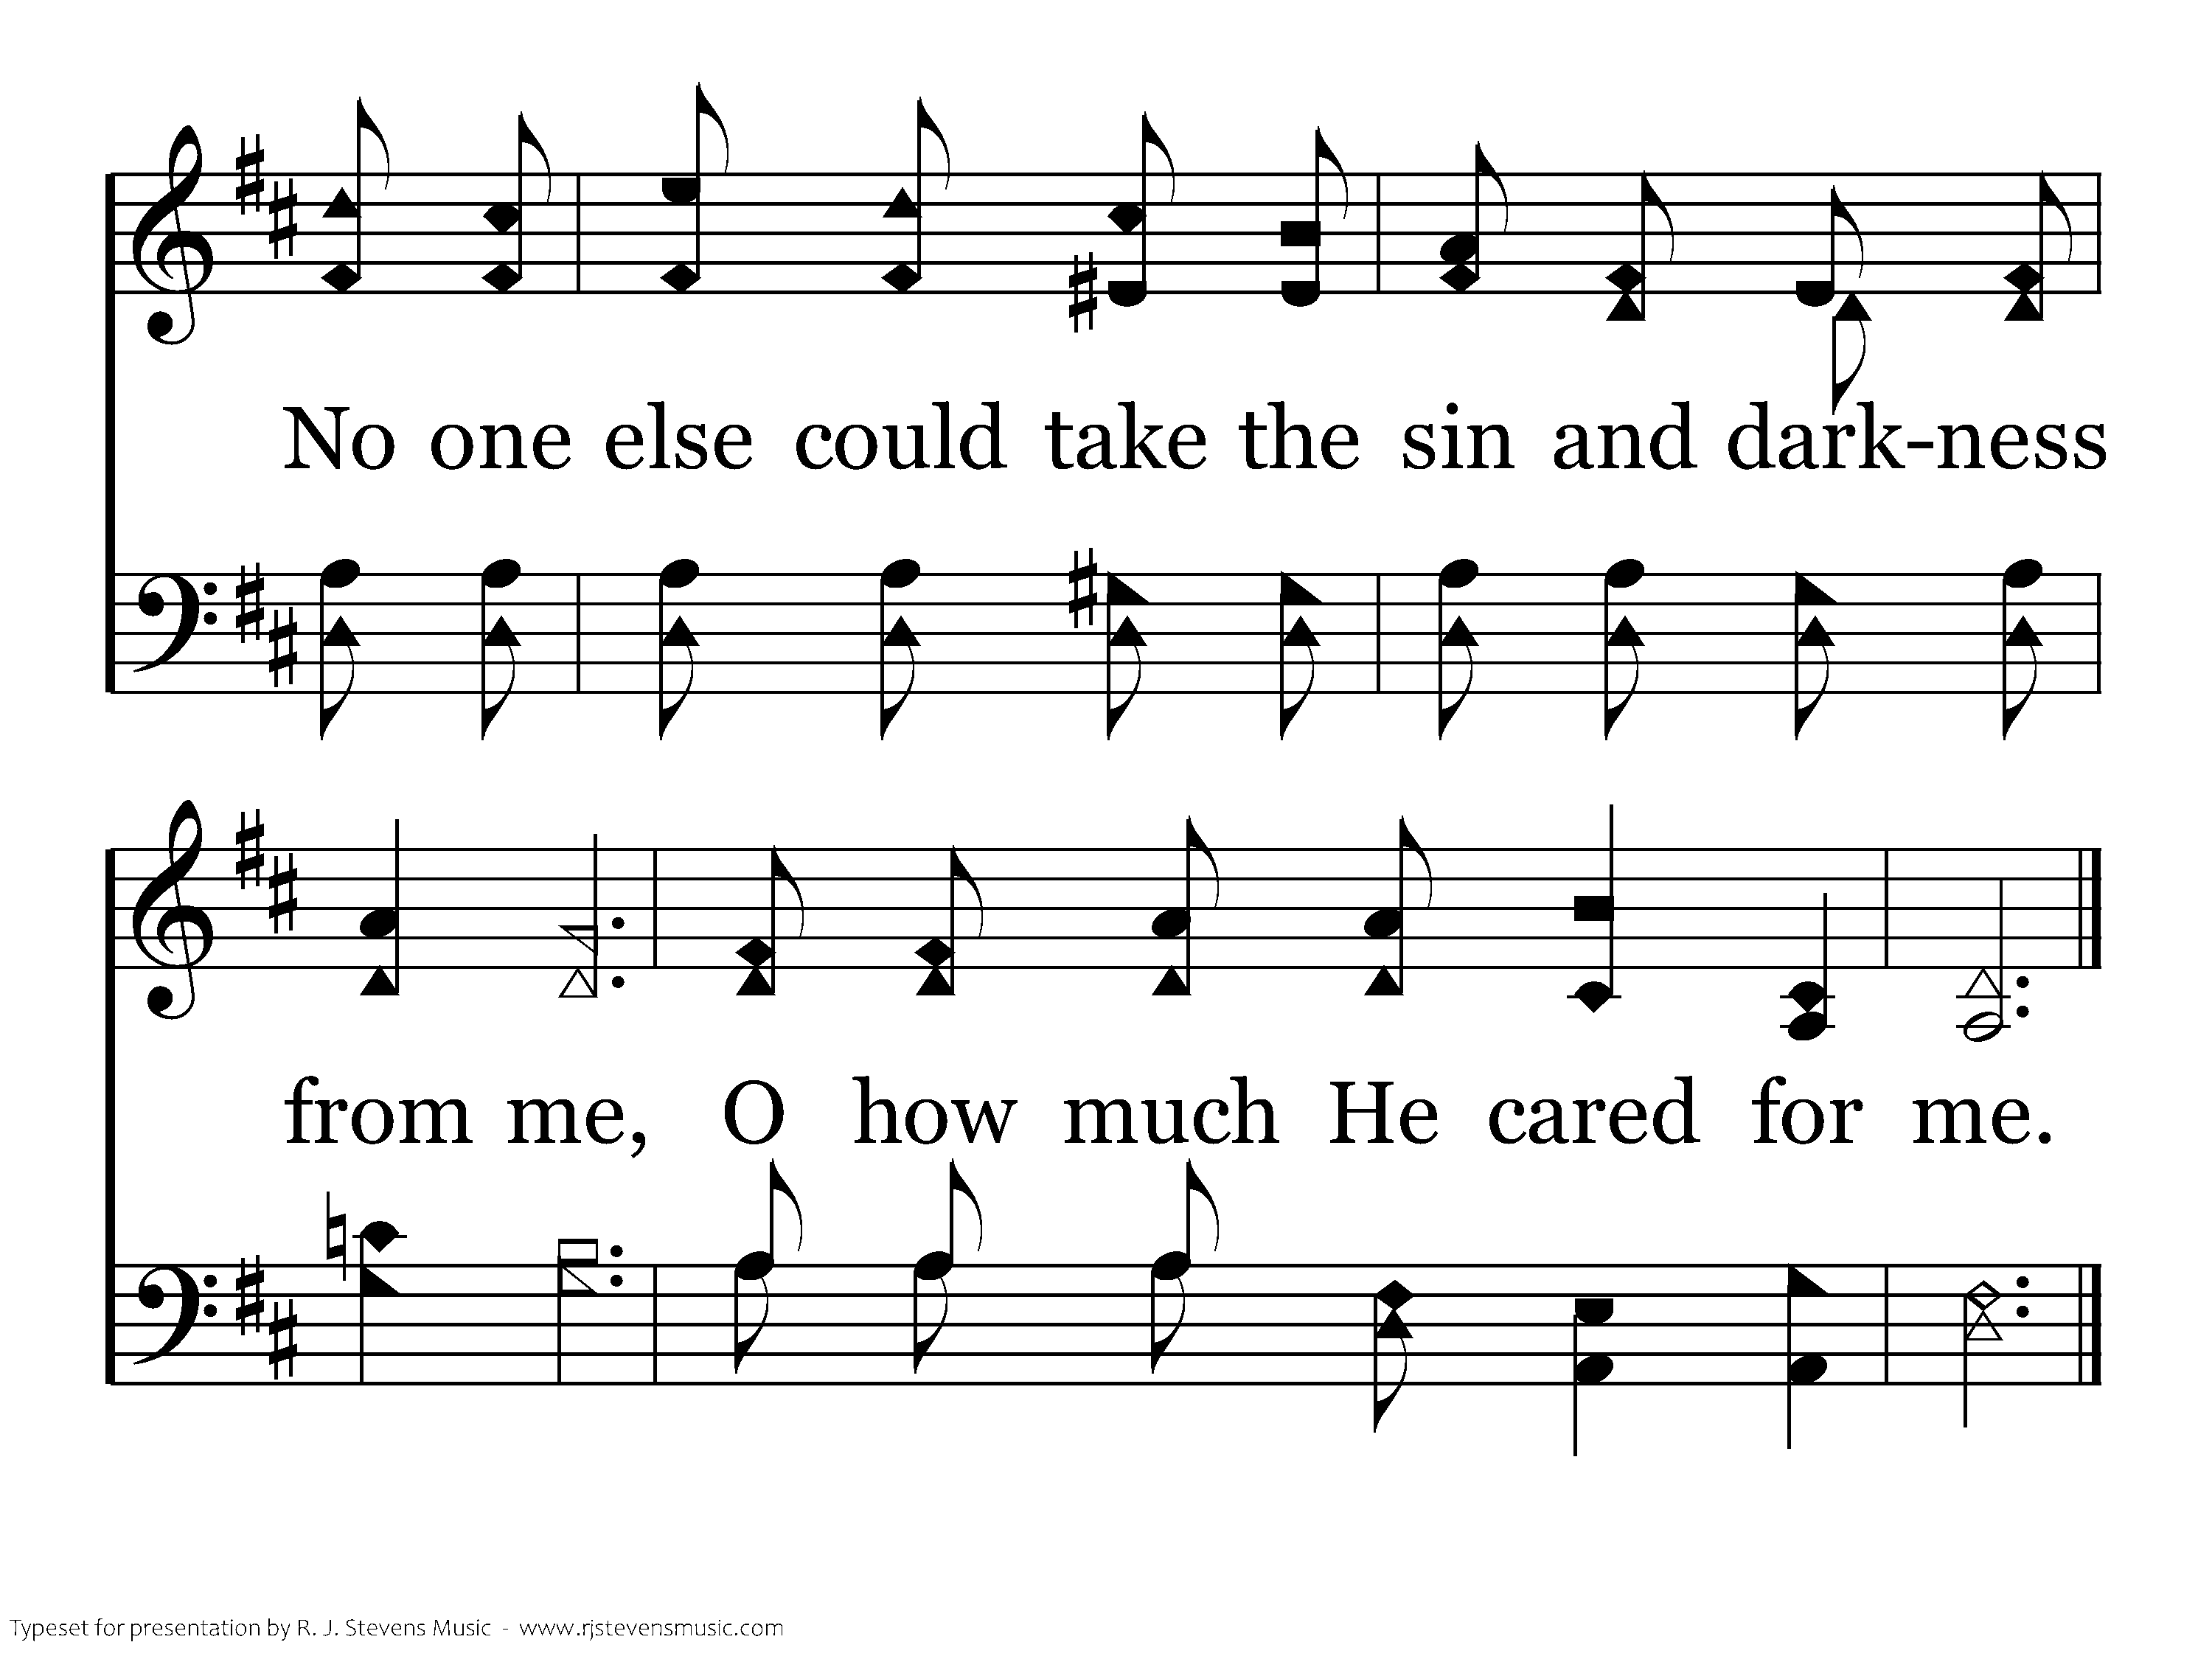 No one else could take the sin and dark-ness
from me, O how much He cared for me.
Typeset for presentation by R. J. Stevens Music - www.rjstevensmusic.com